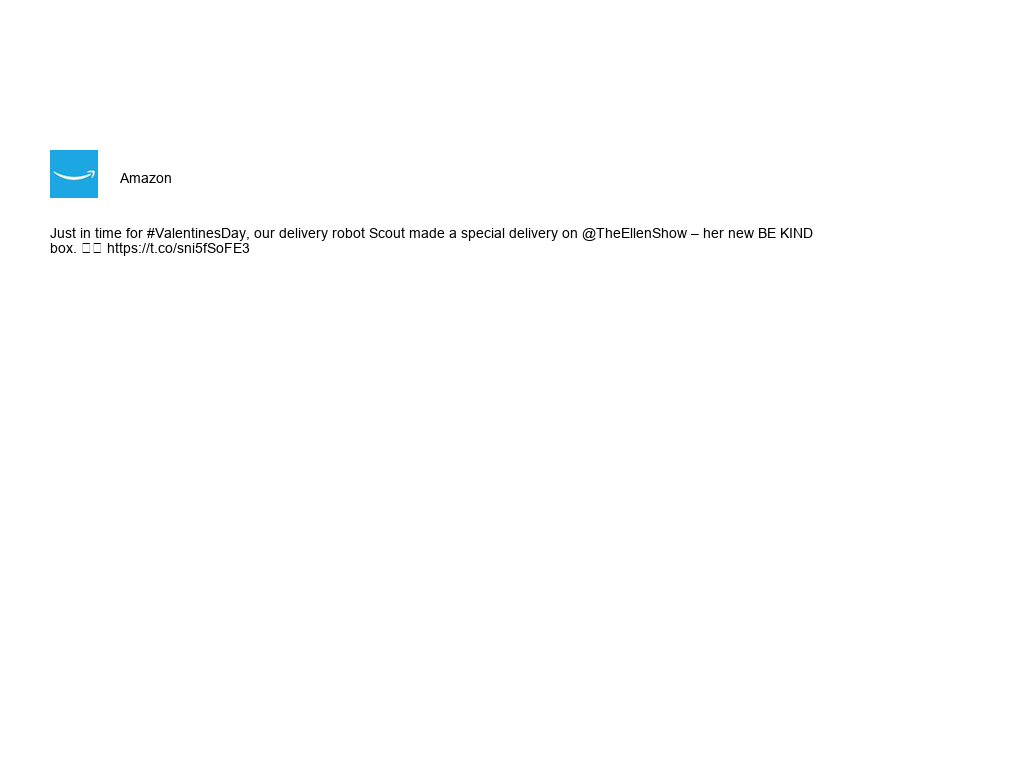 Amazon
Just in time for #ValentinesDay, our delivery robot Scout made a special delivery on @TheEllenShow – her new BE KIND
box. https://t.co/sni5fSoFE3